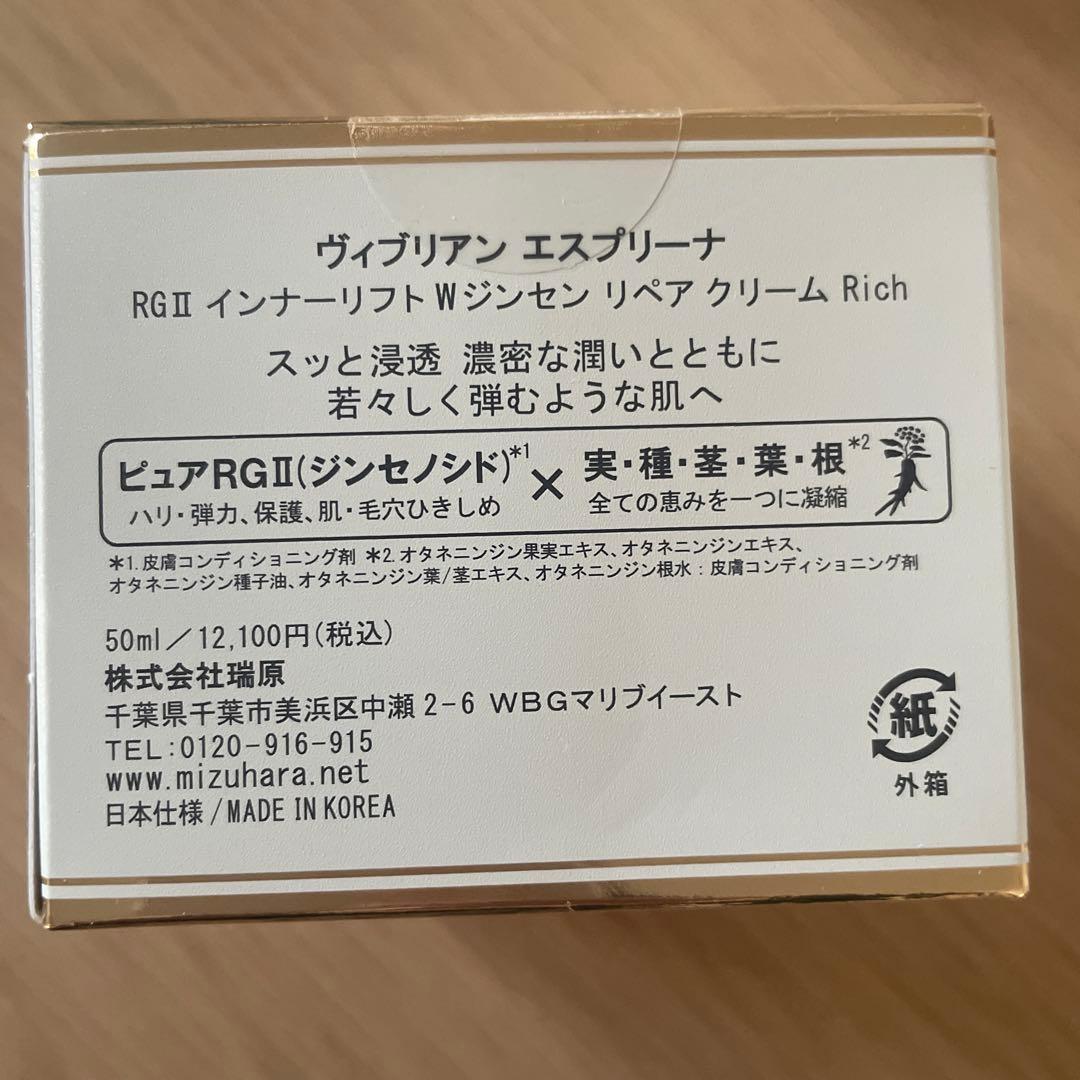 ヴィブリアン エスプリーナ
RGⅡ インナーリフト Wジンセン リペア クリーム Rich
スッと浸透 濃密な潤いとともに
若々しく弾むような肌へ
ピュアRGⅡ(ジンセノシド)*1 × 実・種・茎・葉・根*2
ハリ・弾力、保護、肌・毛穴ひきしめ 全ての恵みを一つに凝縮
*1.皮膚コンディショニング剤 *2.オタネニンジン果実エキス、オタネニンジンエキス、
オタネニンジン種子油、オタネニンジン葉/茎エキス、オタネニンジン根水：皮膚コンディショニング剤
50ml／12,100円(税込)
株式会社瑞原
千葉県千葉市美浜区中瀬2-6 WBGマリブイースト
TEL:0120-916-915
www.mizuhara.net
日本仕様/MADE IN KOREA
紙
外箱